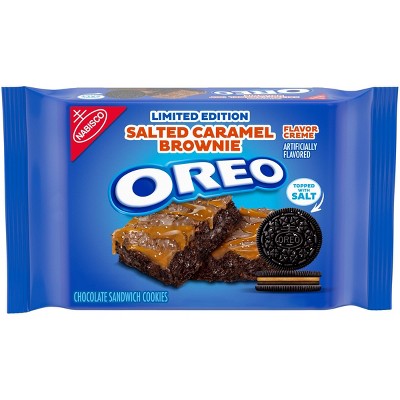 NABISCO
LIMITED EDITION
SALTED CARAMEL
BROWNIE
FLAVOR
CREME
ARTIFICIALLY
FLAVORED
OREO
TOPPED WITH
SALT
OREO
CHOCOLATE SANDWICH COOKIES